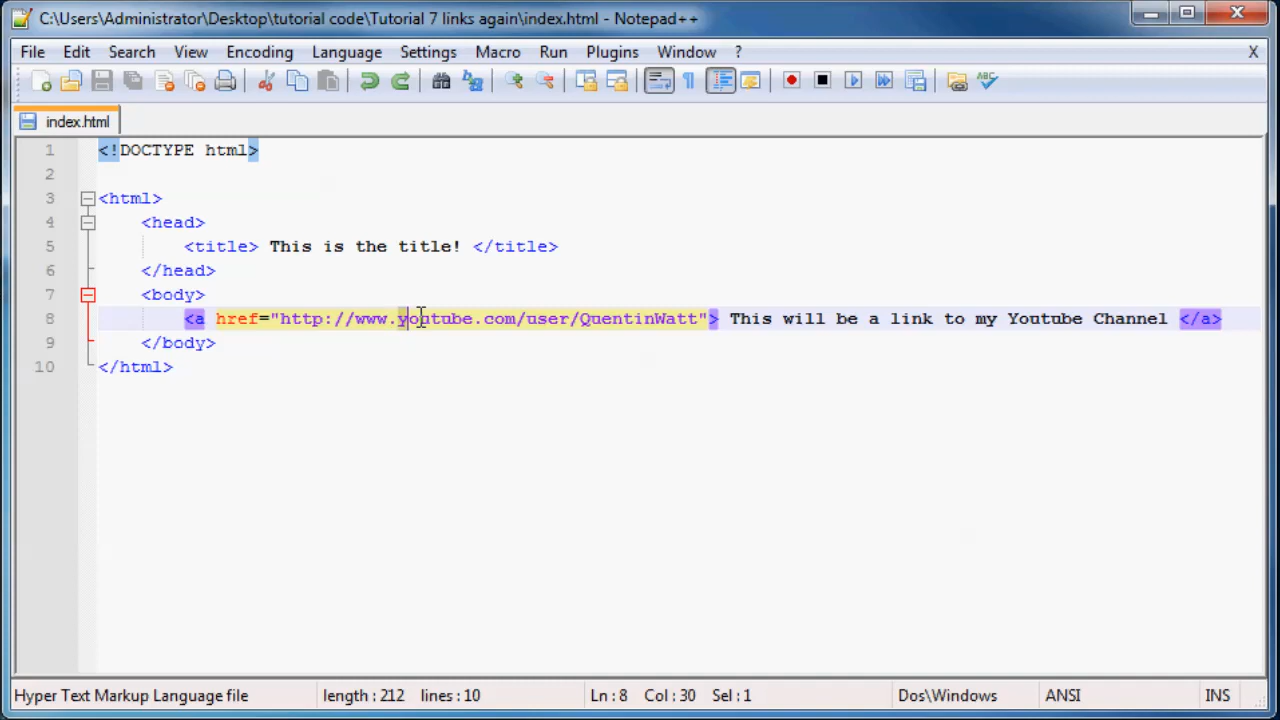 C:\Users\Administrator\Desktop\tutorial code\Tutorial 7 links again\index.html - Notepad++
File Edit Search View Encoding Language Settings Macro Run Plugins Window ? X
ABC
index.html
1 <!DOCTYPE html>
2
3 <html>
4 <head>
5 <title> This is the title! </title>
6 </head>
7 <body>
8 <a href="http://www.youtube.com/user/QuentinWatt"> This will be a link to my Youtube Channel </a>
9 </body>
10 </html>
Hyper Text Markup Language file length : 212 lines : 10 Ln : 8 Col : 30 Sel : 1 Dos\Windows ANSI INS